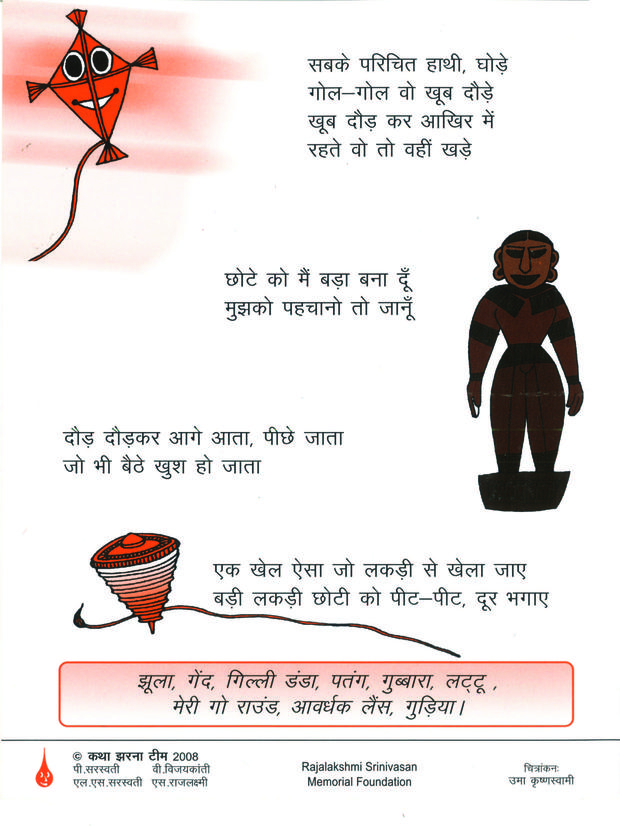 सबके परिचित हाथी, घोड़े
गोल–गोल वो खूब दौड़े
खूब दौड़ कर आखिर में
रहते वो तो वहीं खड़े
छोटे को मैं बड़ा बना दूँ
मुझको पहचानो तो जानूँ
दौड़ दौड़कर आगे आता, पीछे जाता
जो भी बैठे खुश हो जाता
एक खेल ऐसा जो लकड़ी से खेला जाए
बड़ी लकड़ी छोटी को पीट–पीट, दूर भगाए
झूला, गेंद, गिल्ली डंडा, पतंग, गुब्बारा, लट्टू ,
मेरी गो राउंड, आवर्धक लैंस, गुड़िया।
© कथा झरना टीम 2008
पी.सरस्वती वी.विजयकांती
एल.एस.सरस्वती एस.राजलक्ष्मी
Rajalakshmi Srinivasan
Memorial Foundation
चित्रांकनः
उमा कृष्णस्वामी